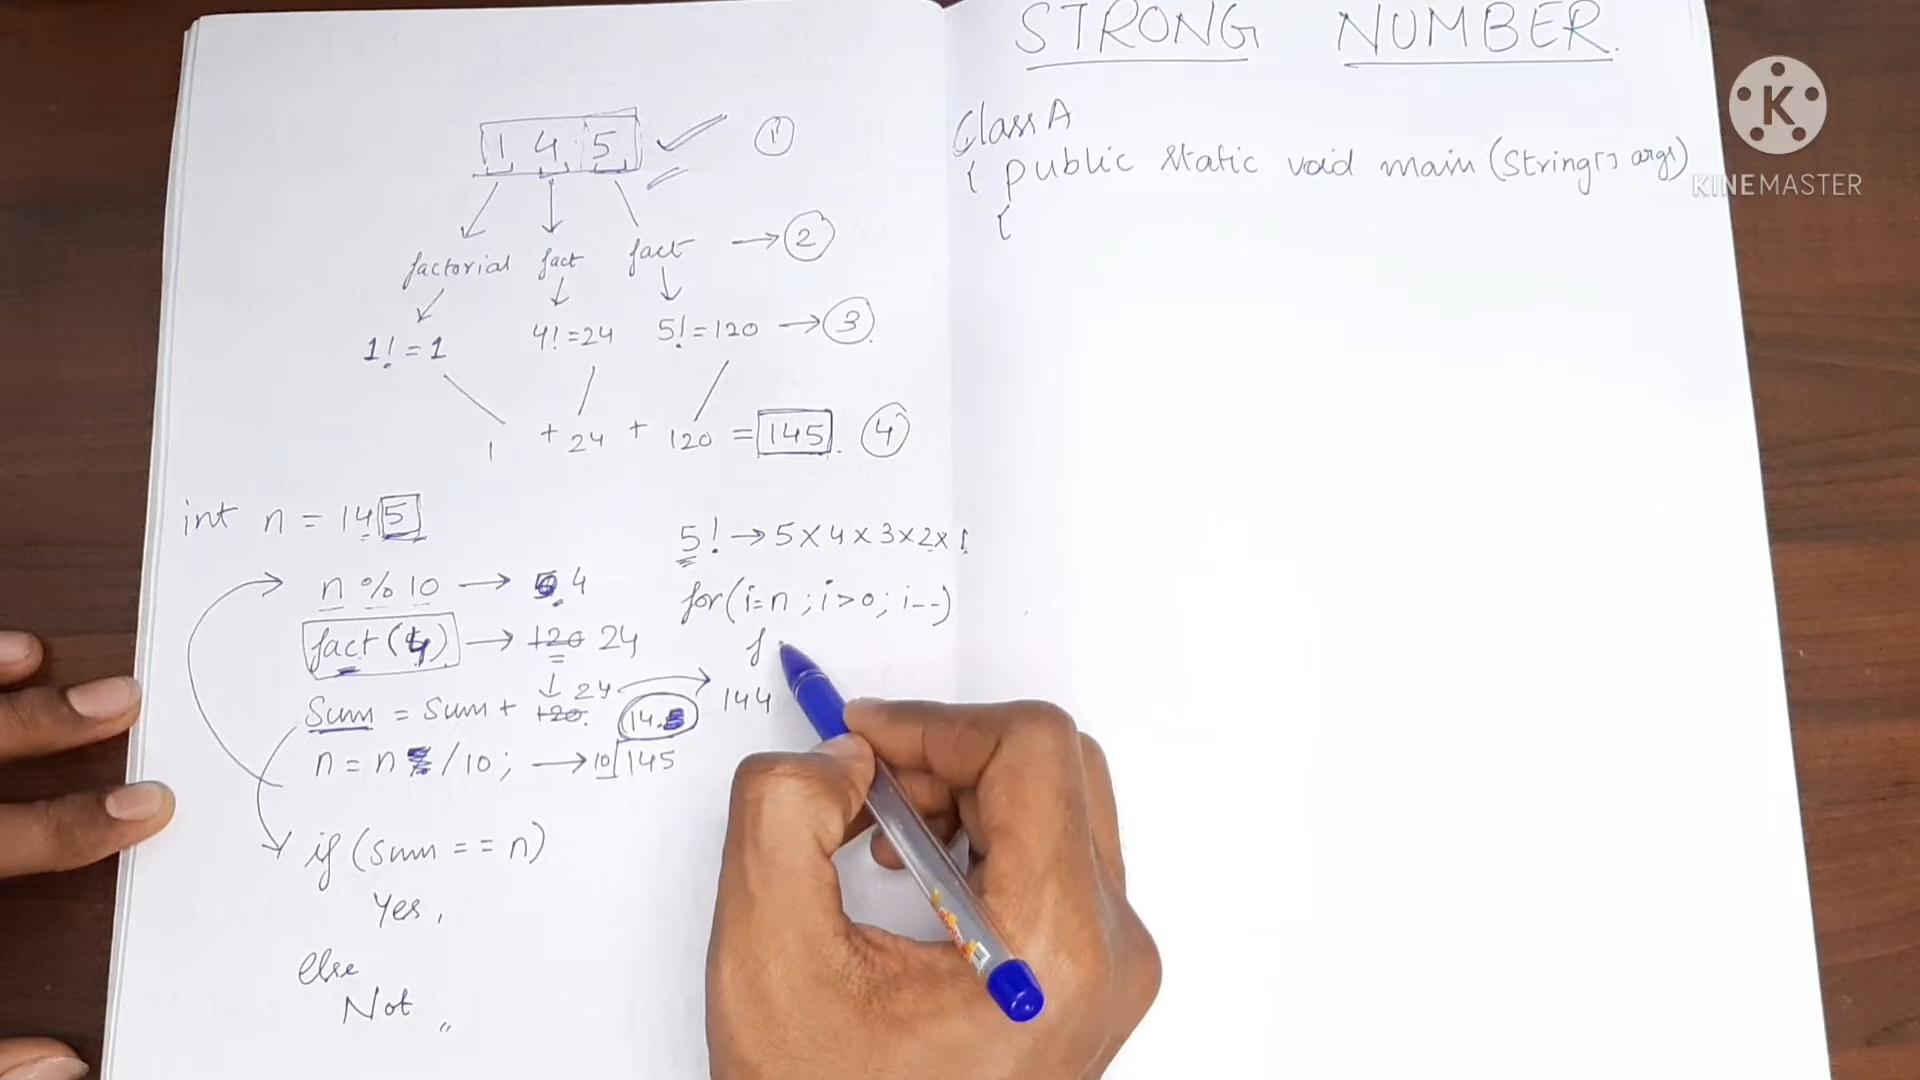 STRONG NUMBER.
1 4 5 1
factorial fact fact → 2
1! = 1 4! = 24 5! = 120 → 3
1 + 24 + 120 = 145. 4
int n = 145
n % 10 → 4
fact(4) → 120 24
24
Sum = Sum + 120. 14 144
n = n / 10; → 10 145
if (sum == n)
Yes,
else
Not
5! → 5 × 4 × 3 × 2 × 1
for(i=n; i>0; i--)
f
Class A
{ public static void main (String[] args)
{
K
KINEMASTER